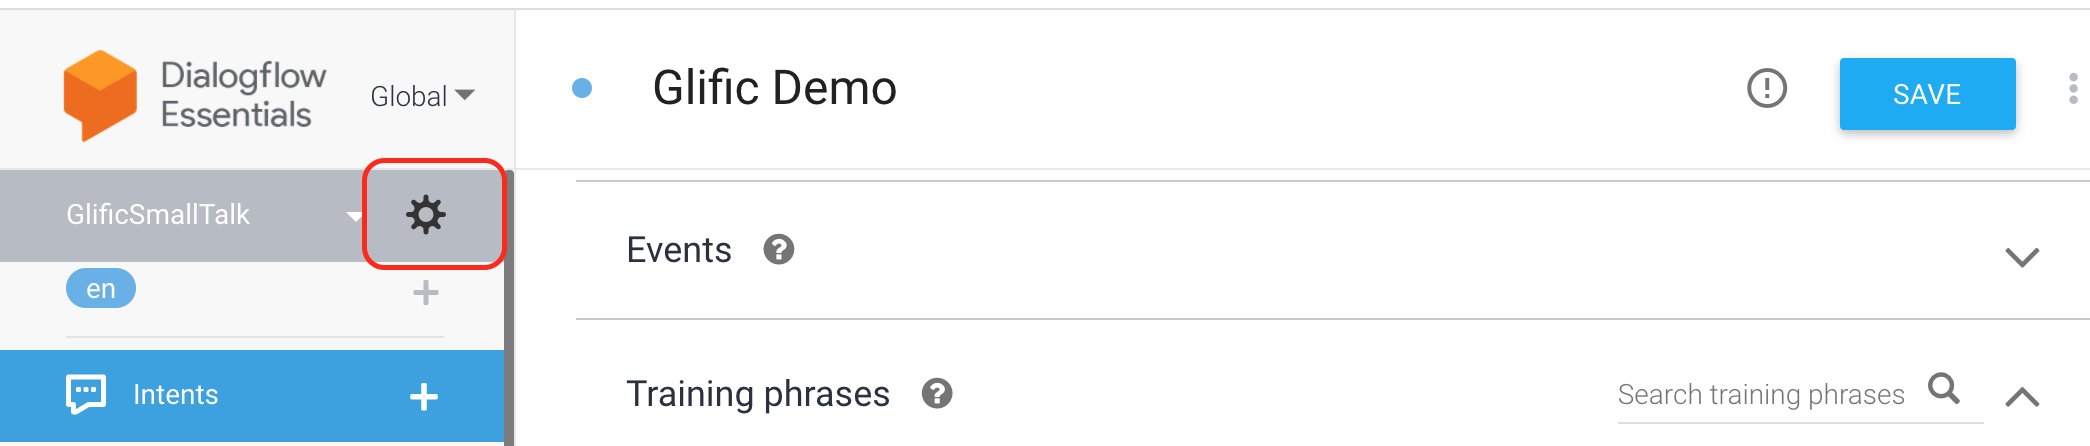 Dialogflow
Essentials
Global
GlificSmallTalk
en
Intents
Glific Demo
SAVE
Events
Training phrases
Search training phrases